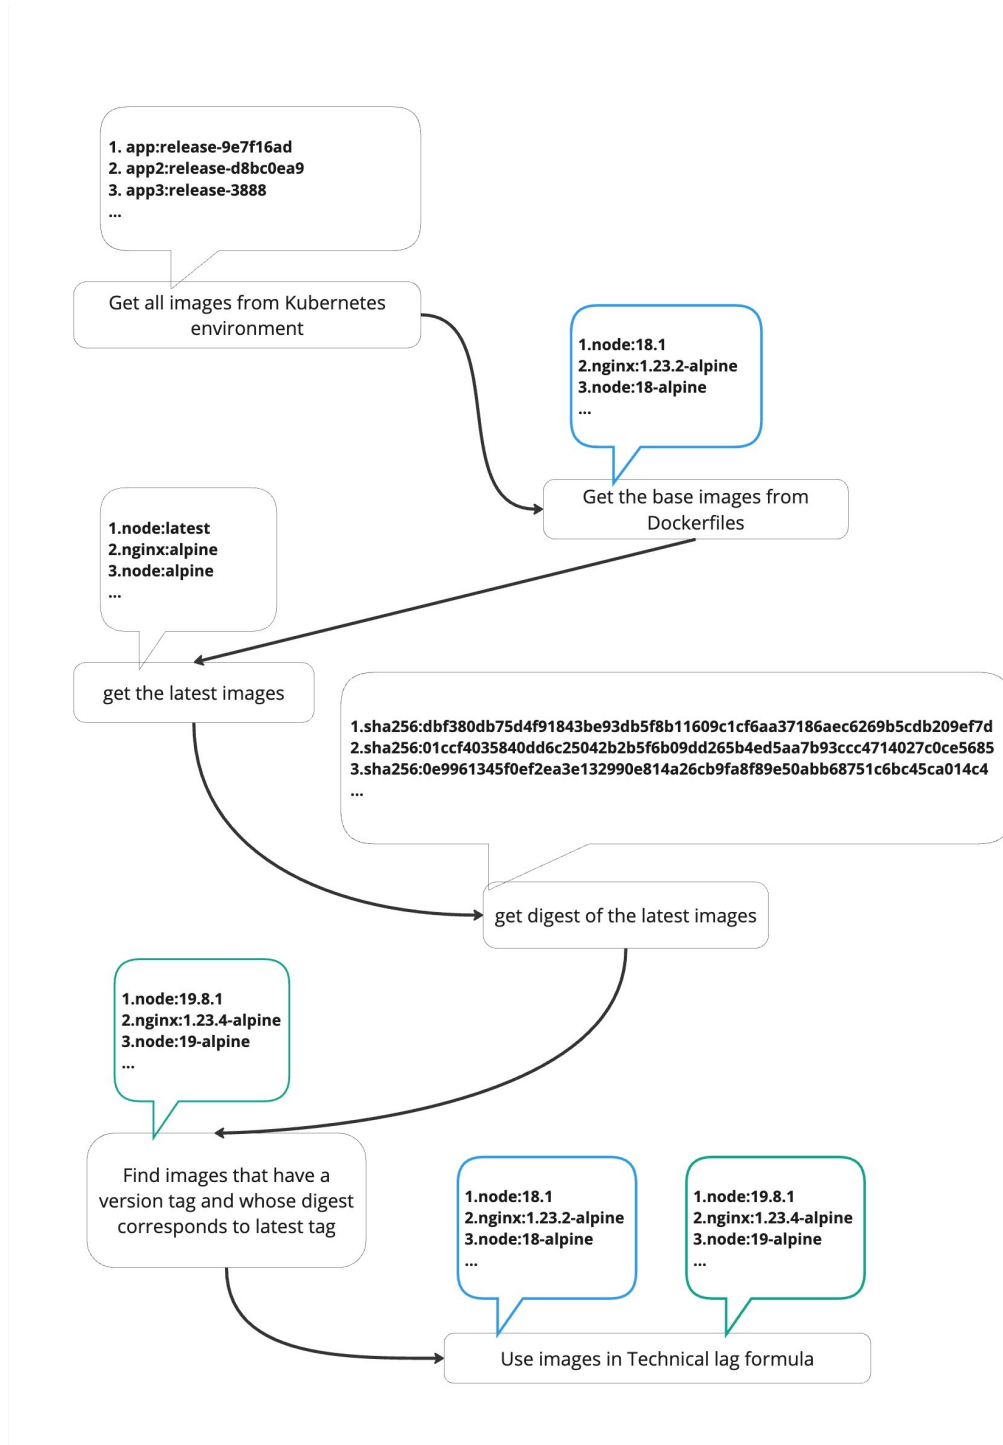 1. app:release-9e7f16ad
2. app2:release-d8bc0ea9
3. app3:release-3888
...
Get all images from Kubernetes
environment
1.node:18.1
2.nginx:1.23.2-alpine
3.node:18-alpine
...
Get the base images from
Dockerfiles
1.node:latest
2.nginx:alpine
3.node:alpine
...
get the latest images
1.sha256:dbf380db75d4f91843be93db5f8b11609c1cf6aa37186aec6269b5cdb209ef7d
2.sha256:01ccf4035840dd6c25042b2b5f6b09dd265b4ed5aa7b93ccc4714027c0ce5685
3.sha256:0e9961345f0ef2ea3e132990e814a26cb9fa8f89e50abb68751c6bc45ca014c4
...
get digest of the latest images
1.node:19.8.1
2.nginx:1.23.4-alpine
3.node:19-alpine
...
Find images that have a
version tag and whose digest
corresponds to latest tag
1.node:18.1
2.nginx:1.23.2-alpine
3.node:18-alpine
...
1.node:19.8.1
2.nginx:1.23.4-alpine
3.node:19-alpine
...
Use images in Technical lag formula